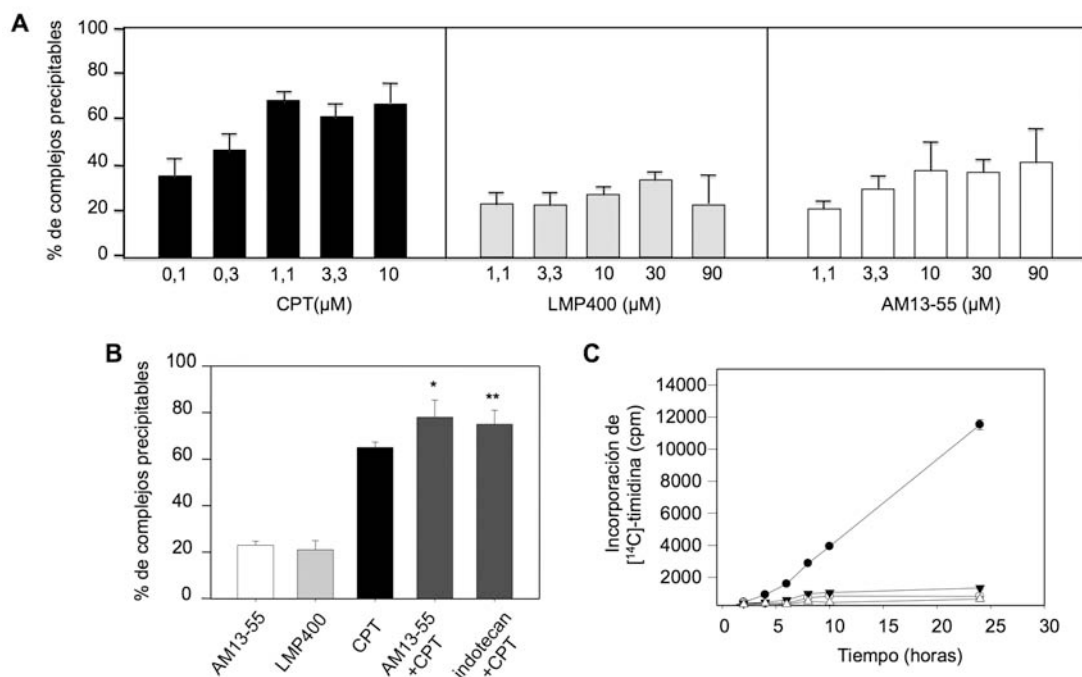 A
% de complejos precipitables
100
80
60
40
20
0
0,1 0,3 1,1 3,3 10
CPT(µM)
1,1 3,3 10 30 90
LMP400 (µM)
1,1 3,3 10 30 90
AM13-55 (µM)
B
% de complejos precipitables
100
80
60
40
20
0
* **
AM13-55
LMP400
CPT
AM13-55
+CPT
indotecan
+CPT
C
Incorporación de
[¹⁴C]-timidina (cpm)
14000
12000
10000
8000
6000
4000
2000
0 5 10 15 20 25 30
Tiempo (horas)